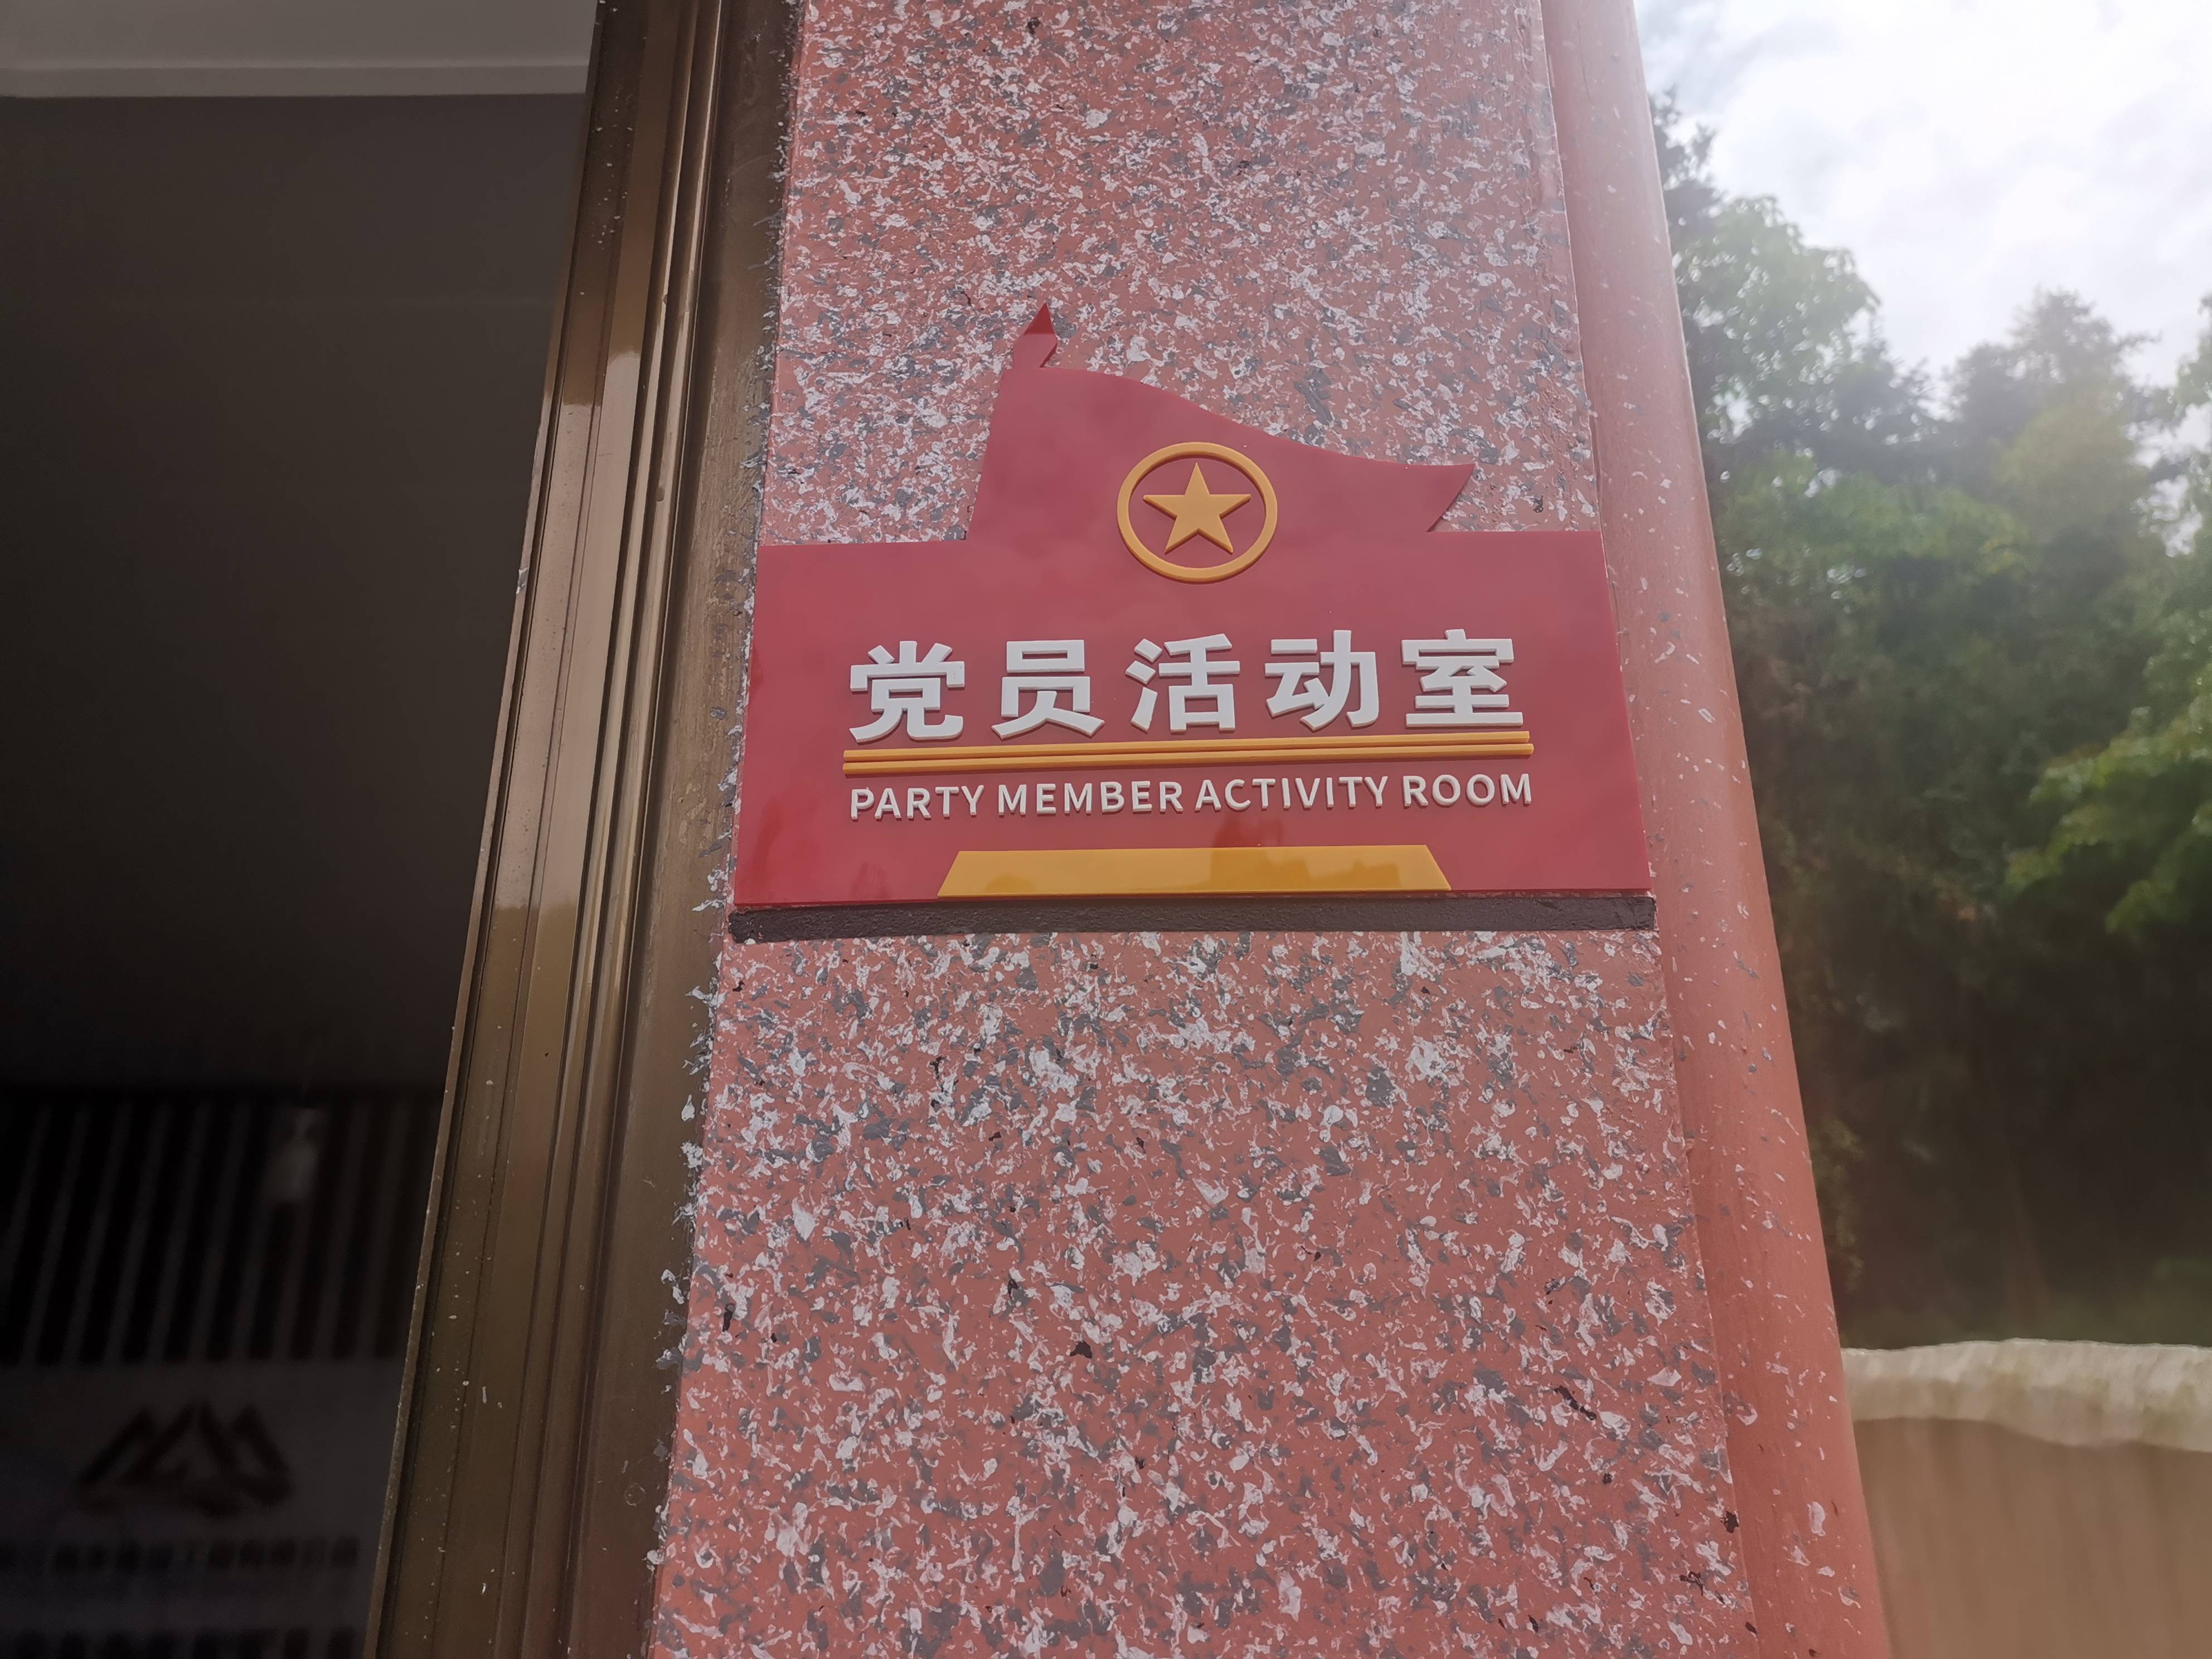 党员活动室
PARTY MEMBER ACTIVITY ROOM